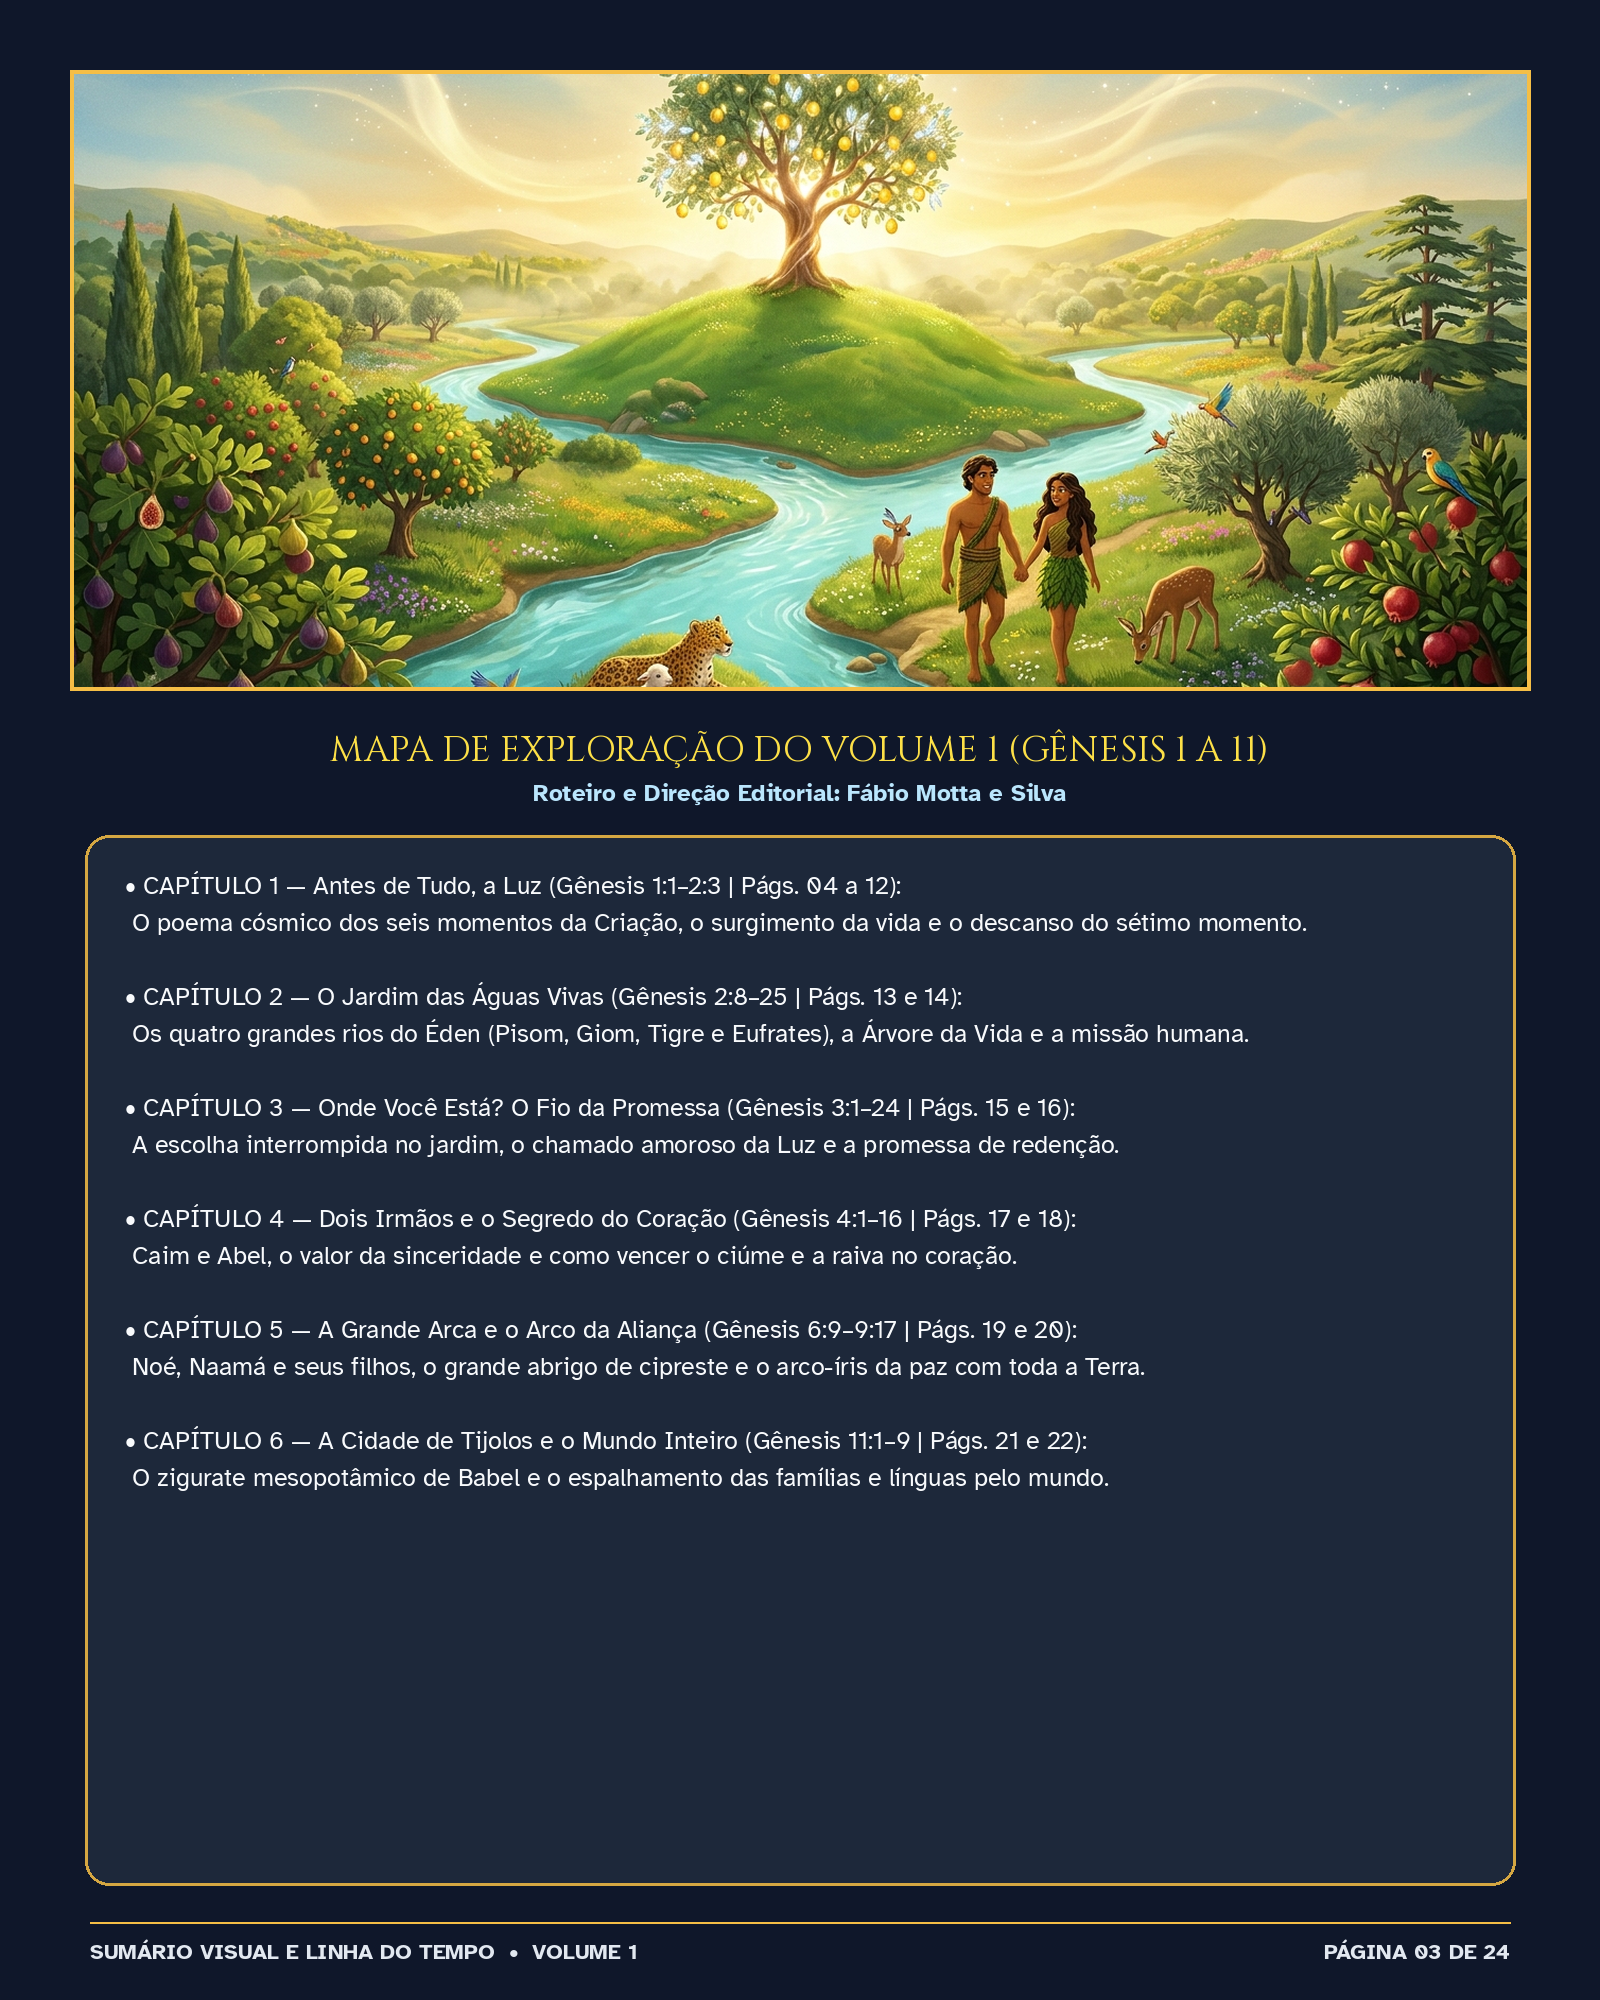 MAPA DE EXPLORAÇÃO DO VOLUME 1 (GÊNESIS 1 A 11)
Roteiro e Direção Editorial: Fábio Motta e Silva
• CAPÍTULO 1 — Antes de Tudo, a Luz (Gênesis 1:1–2:3 | Págs. 04 a 12):
O poema cósmico dos seis momentos da Criação, o surgimento da vida e o descanso do sétimo momento.
• CAPÍTULO 2 — O Jardim das Águas Vivas (Gênesis 2:8–25 | Págs. 13 e 14):
Os quatro grandes rios do Éden (Pisom, Giom, Tigre e Eufrates), a Árvore da Vida e a missão humana.
• CAPÍTULO 3 — Onde Você Está? O Fio da Promessa (Gênesis 3:1–24 | Págs. 15 e 16):
A escolha interrompida no jardim, o chamado amoroso da Luz e a promessa de redenção.
• CAPÍTULO 4 — Dois Irmãos e o Segredo do Coração (Gênesis 4:1–16 | Págs. 17 e 18):
Caim e Abel, o valor da sinceridade e como vencer o ciúme e a raiva no coração.
• CAPÍTULO 5 — A Grande Arca e o Arco da Aliança (Gênesis 6:9–9:17 | Págs. 19 e 20):
Noé, Naamá e seus filhos, o grande abrigo de cipreste e o arco-íris da paz com toda a Terra.
• CAPÍTULO 6 — A Cidade de Tijolos e o Mundo Inteiro (Gênesis 11:1–9 | Págs. 21 e 22):
O zigurate mesopotâmico de Babel e o espalhamento das famílias e línguas pelo mundo.
SUMÁRIO VISUAL E LINHA DO TEMPO • VOLUME 1
PÁGINA 03 DE 24